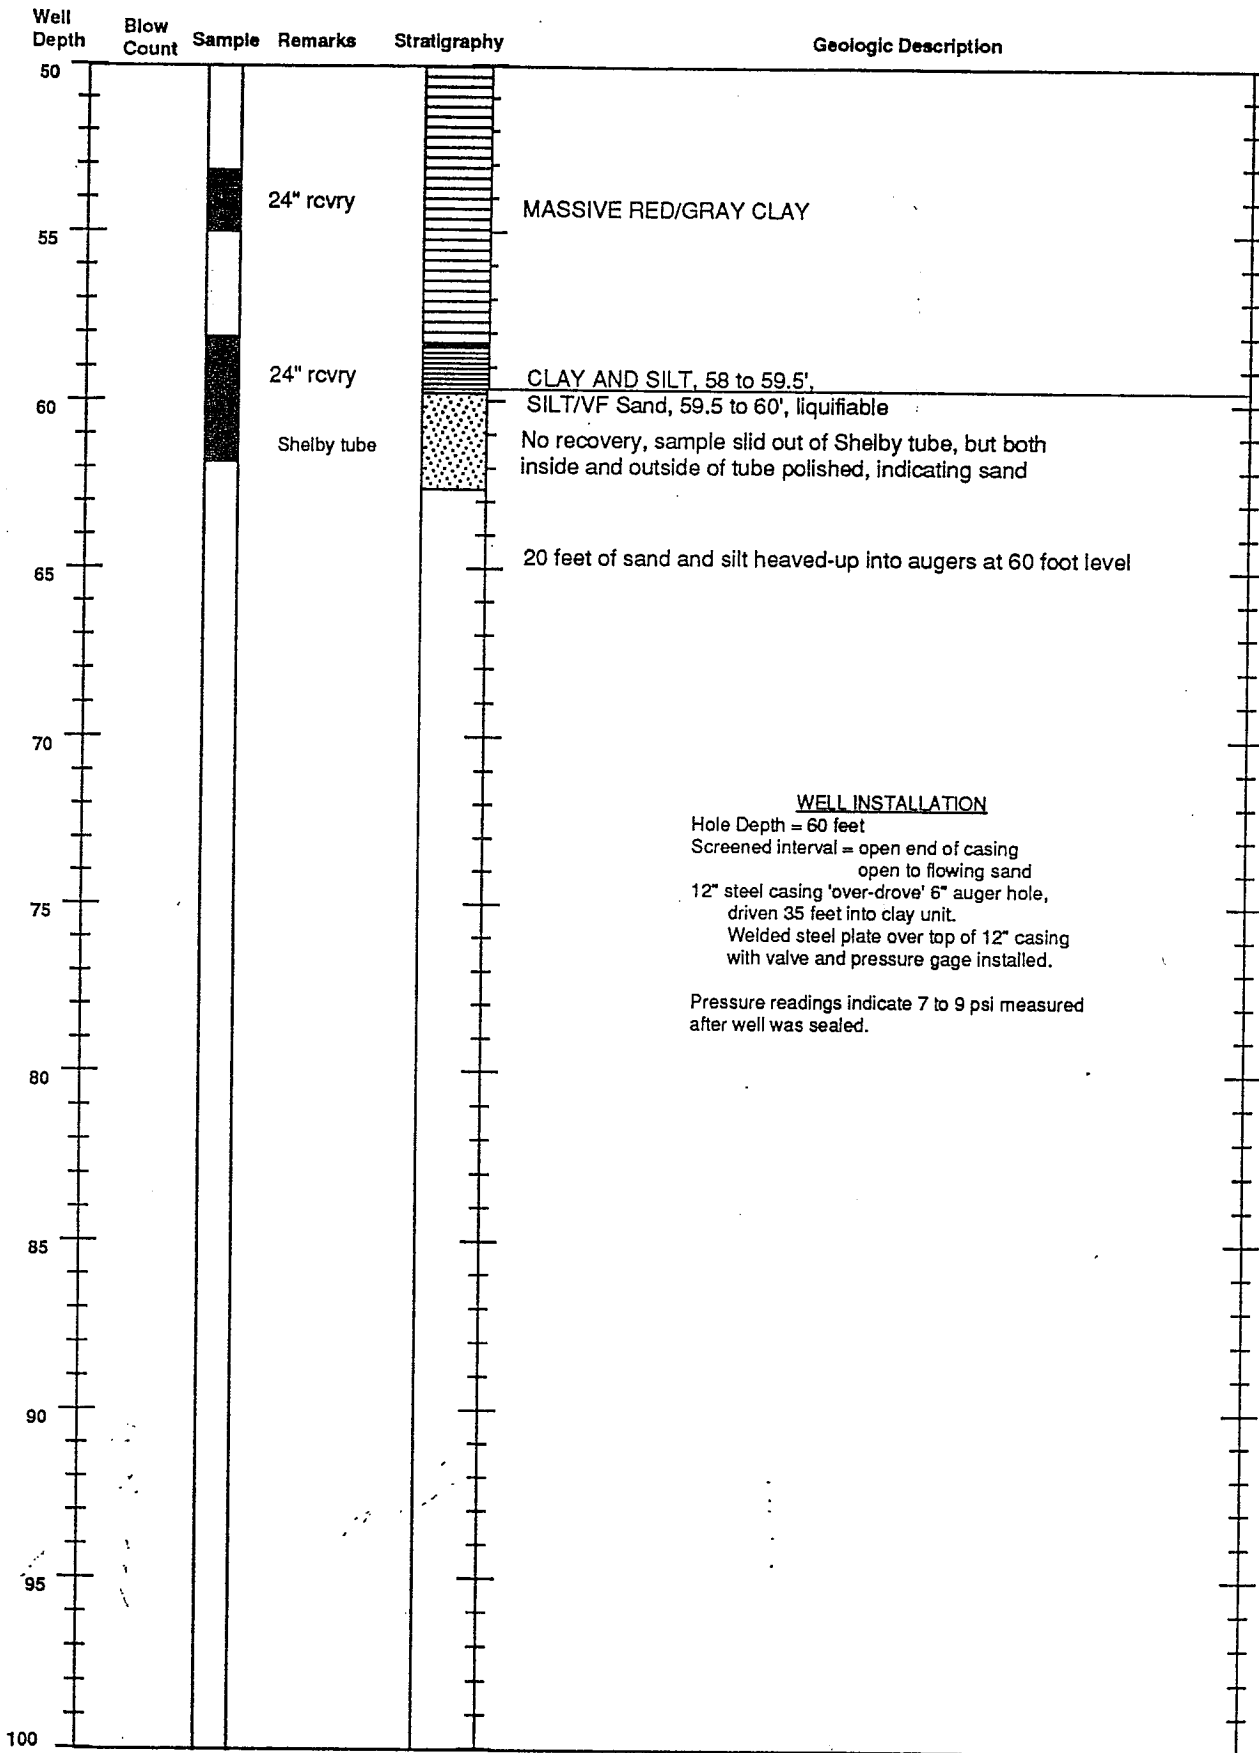 Well Depth Blow Count Sample Remarks Stratigraphy Geologic Description
50
24" rcvry MASSIVE RED/GRAY CLAY
55
24" rcvry CLAY AND SILT, 58 to 59.5',
60 SILT/VF Sand, 59.5 to 60', liquifiable
Shelby tube No recovery, sample slid out of Shelby tube, but both
inside and outside of tube polished, indicating sand
65 20 feet of sand and silt heaved-up into augers at 60 foot level
70
WELL INSTALLATION
Hole Depth = 60 feet
Screened interval = open end of casing
open to flowing sand
12" steel casing 'over-drove' 6" auger hole,
75 driven 35 feet into clay unit.
Welded steel plate over top of 12" casing
with valve and pressure gage installed.
Pressure readings indicate 7 to 9 psi measured
after well was sealed.
80
85
90
95
100